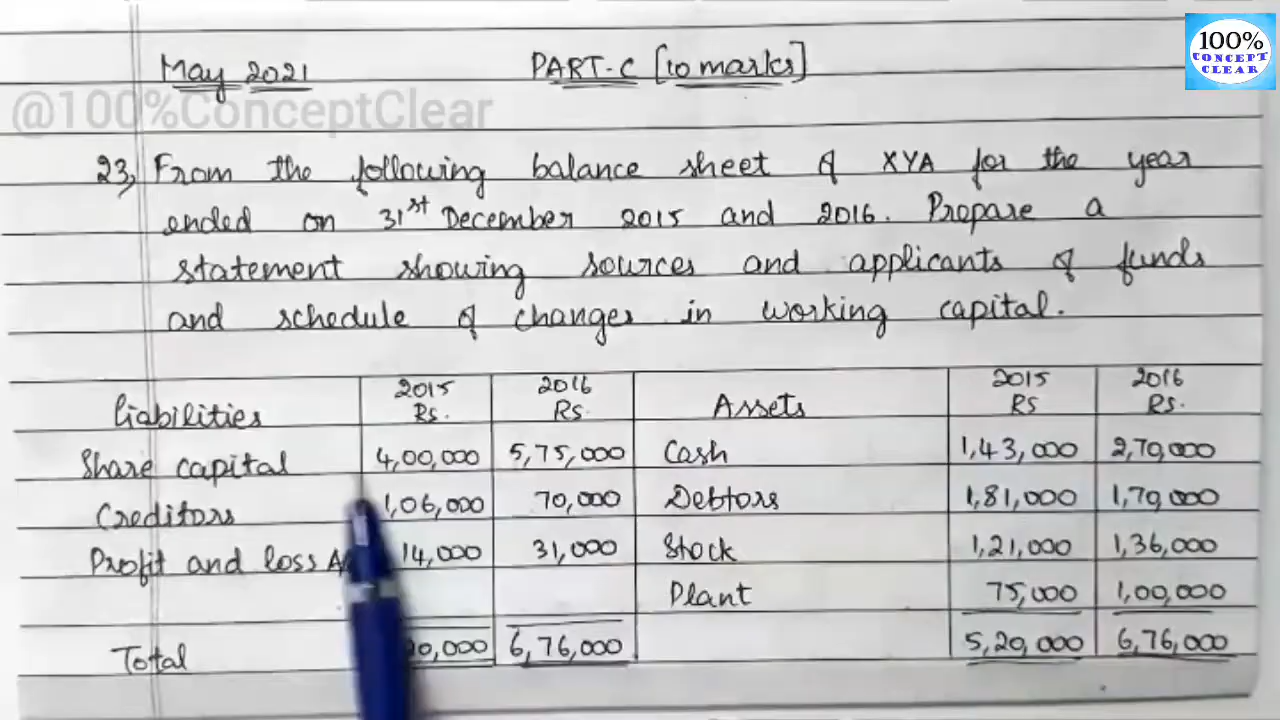 100%
CONCEPT
CLEAR
May 2021 PART-C [10 marks]
@100%ConceptClear
23, From the following balance sheet of XYA for the year
ended on 31st December 2015 and 2016. Prepare a
statement showing sources and applicants of funds
and schedule of changes in working capital.
Liabilities 2015 Rs. 2016 Rs. Assets 2015 Rs 2016 Rs.
Share capital 4,00,000 5,75,000 Cash 1,43,000 2,70,000
Creditors 1,06,000 70,000 Debtors 1,81,000 1,70,000
Profit and loss 14,000 31,000 Stock 1,21,000 1,36,000
Plant 75,000 1,00,000
Total 20,000 6,76,000 5,20,000 6,76,000